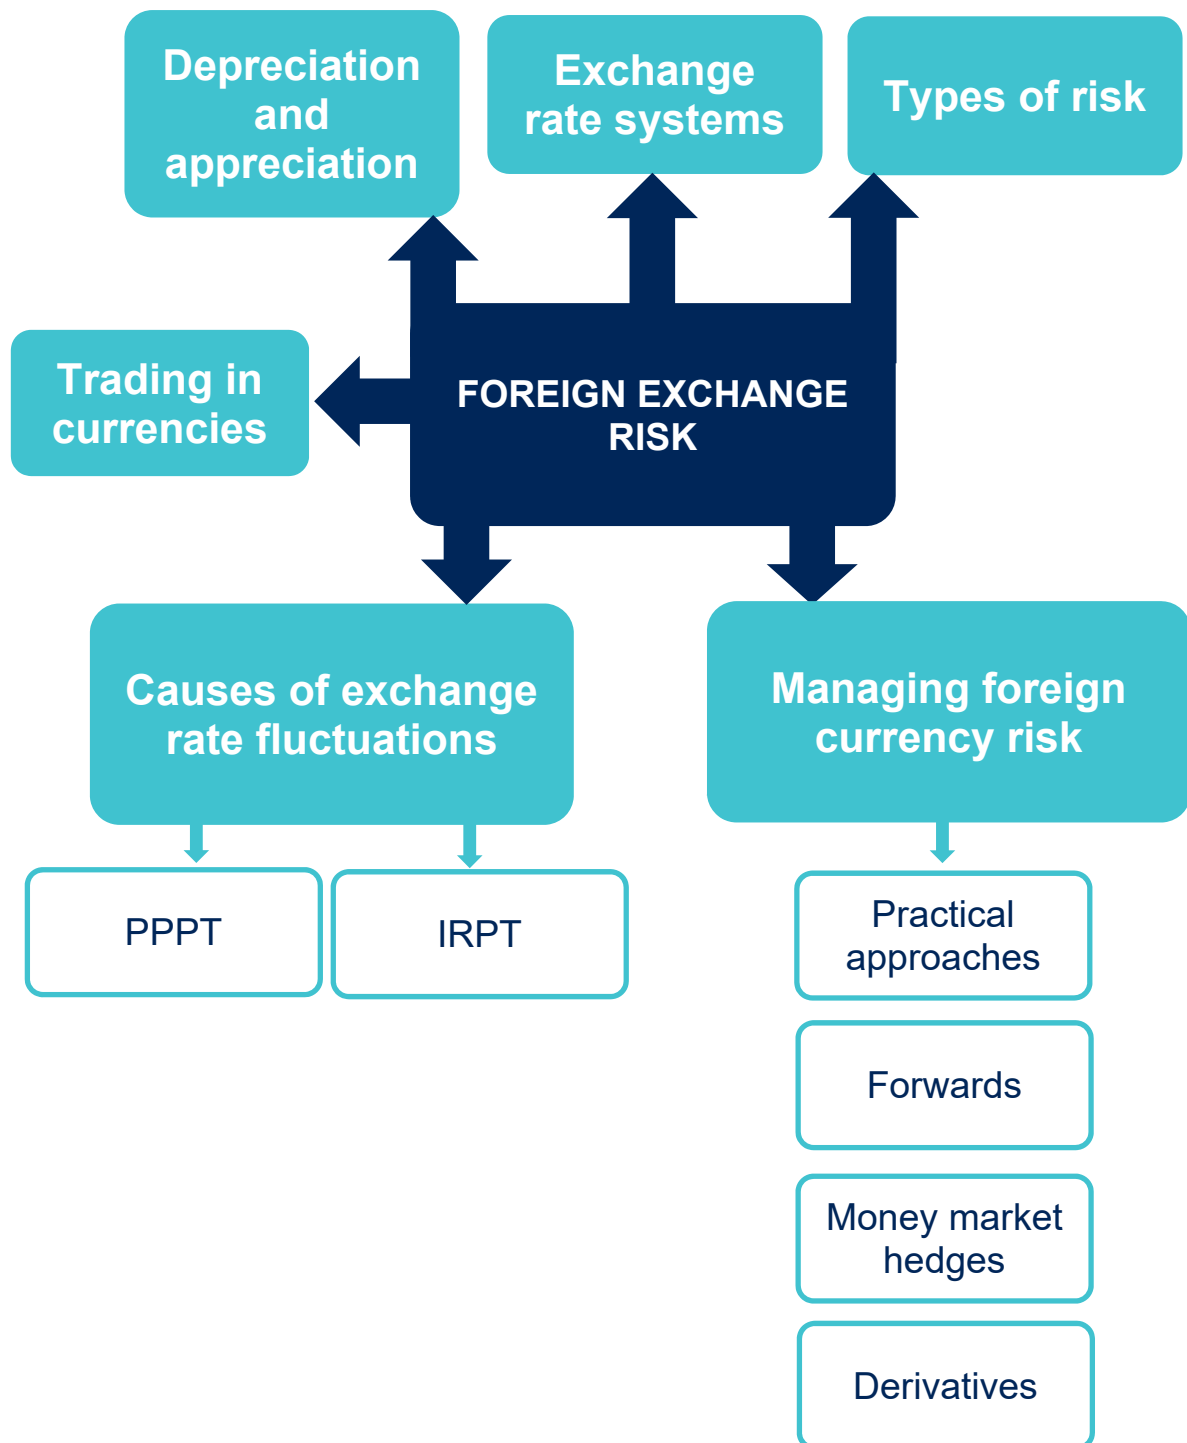 Depreciation
and
appreciation
Exchange
rate systems
Types of risk
Trading in
currencies
FOREIGN EXCHANGE
RISK
Causes of exchange
rate fluctuations
Managing foreign
currency risk
PPPT
IRPT
Practical
approaches
Forwards
Money market
hedges
Derivatives